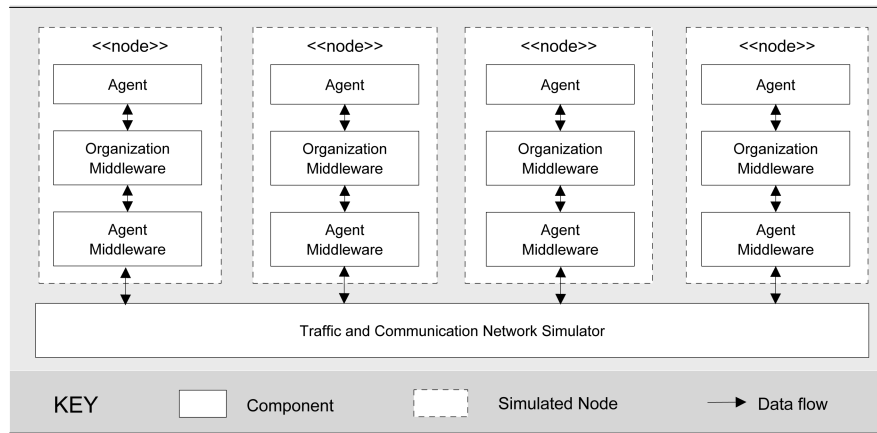 <<node>> <<node>> <<node>> <<node>>
Agent Agent Agent Agent
Organization Organization Organization Organization
Middleware Middleware Middleware Middleware
Agent Agent Agent Agent
Middleware Middleware Middleware Middleware
Traffic and Communication Network Simulator
KEY Component Simulated Node Data flow